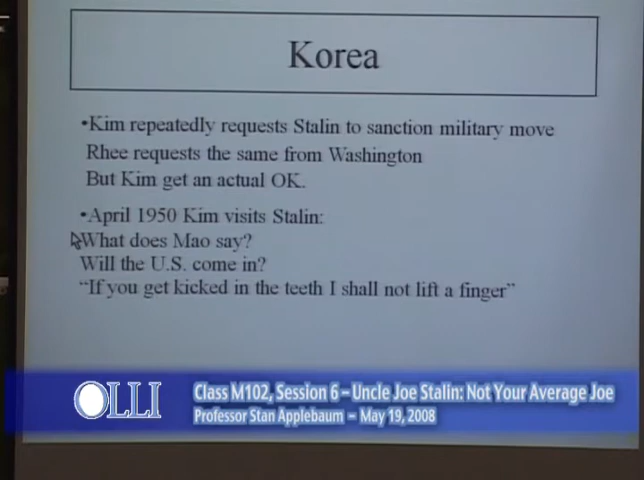 Korea
•Kim repeatedly requests Stalin to sanction military move
Rhee requests the same from Washington
But Kim get an actual OK.
•April 1950 Kim visits Stalin:
What does Mao say?
Will the U.S. come in?
“If you get kicked in the teeth I shall not lift a finger”
OLLI
Class M102, Session 6 – Uncle Joe Stalin: Not Your Average Joe
Professor Stan Applebaum – May 19, 2008